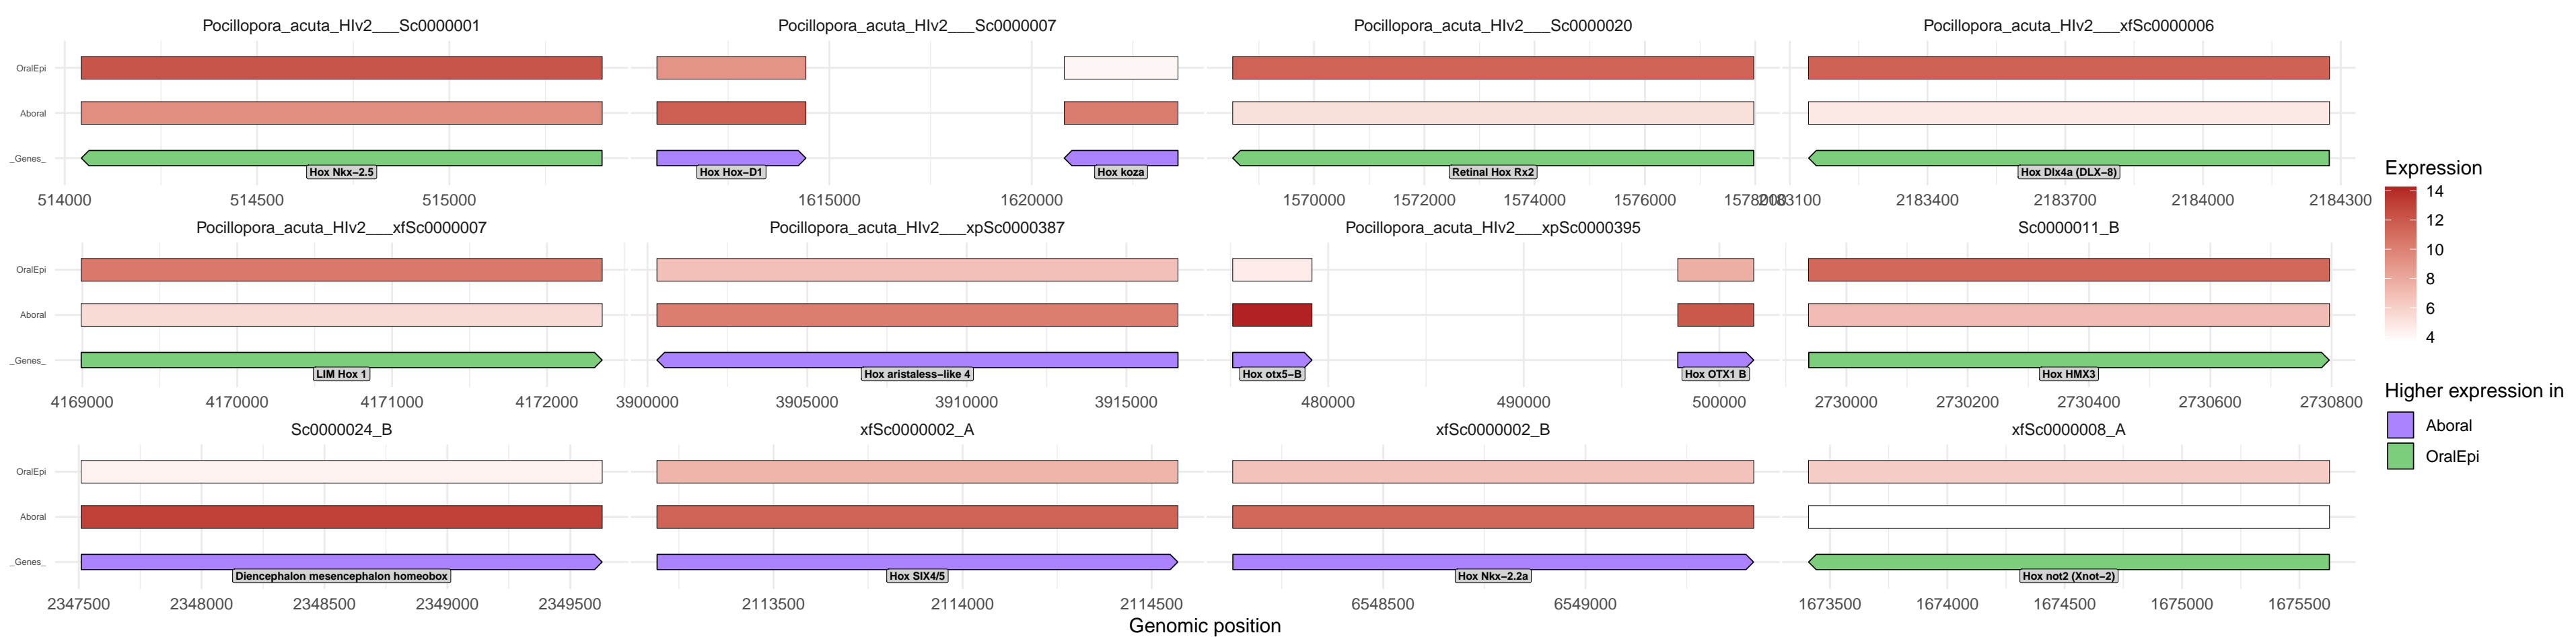 Pocillopora_acuta_HIv2___Sc0000001
Pocillopora_acuta_HIv2___Sc0000007
Pocillopora_acuta_HIv2___Sc0000020
Pocillopora_acuta_HIv2___xfSc0000006
OralEpi
Aboral
_Genes_
Hox Nkx−2.5
Hox Hox−D1
Hox koza
Retinal Hox Rx2
Hox Dlx4a (DLX−8)
514000 514500 515000
1615000 1620000
1570000 1572000 1574000 1576000 1578000
2183100 2183400 2183700 2184000 2184300
Pocillopora_acuta_HIv2___xfSc0000007
Pocillopora_acuta_HIv2___xpSc0000387
Pocillopora_acuta_HIv2___xpSc0000395
Sc0000011_B
OralEpi
Aboral
_Genes_
LIM Hox 1
Hox aristaless−like 4
Hox otx5−B
Hox OTX1 B
Hox HMX3
4169000 4170000 4171000 4172000
3900000 3905000 3910000 3915000
480000 490000 500000
2730000 2730200 2730400 2730600 2730800
Sc0000024_B
xfSc0000002_A
xfSc0000002_B
xfSc0000008_A
OralEpi
Aboral
_Genes_
Diencephalon mesencephalon homeobox
Hox SIX4/5
Hox Nkx−2.2a
Hox not2 (Xnot−2)
2347500 2348000 2348500 2349000 2349500
2113500 2114000 2114500
6548500 6549000
1673500 1674000 1674500 1675000 1675500
Genomic position
Expression
14
12
10
8
6
4
Higher expression in
Aboral
OralEpi